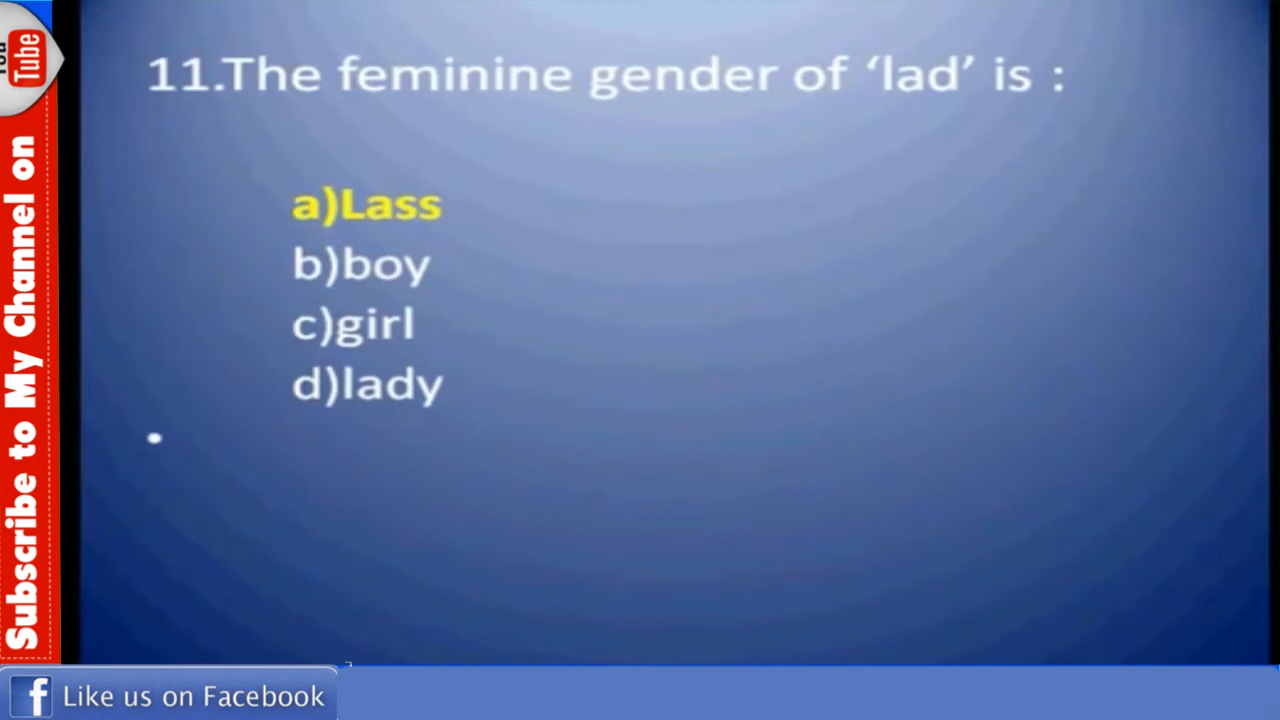 11.The feminine gender of ‘lad’ is :
a)Lass
b)boy
c)girl
d)lady
•
You
Tube
Subscribe to My Channel on
f Like us on Facebook